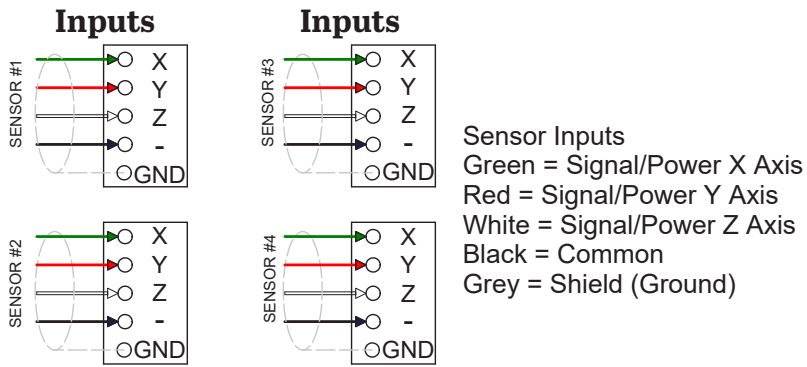 Inputs
SENSOR #1
X
Y
Z
-
GND
SENSOR #2
X
Y
Z
-
GND
Inputs
SENSOR #3
X
Y
Z
-
GND
SENSOR #4
X
Y
Z
-
GND
Sensor Inputs
Green = Signal/Power X Axis
Red = Signal/Power Y Axis
White = Signal/Power Z Axis
Black = Common
Grey = Shield (Ground)